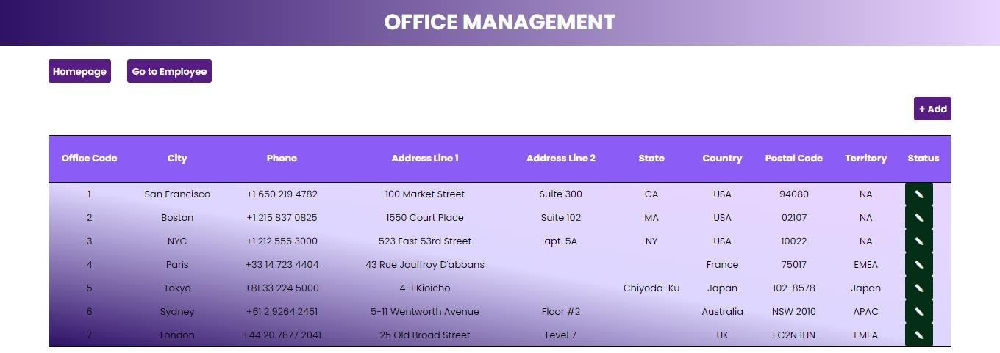 OFFICE MANAGEMENT
Homepage Go to Employee
+ Add
Office Code City Phone Address Line 1 Address Line 2 State Country Postal Code Territory Status
1 San Francisco +1 650 219 4782 100 Market Street Suite 300 CA USA 94080 NA
2 Boston +1 215 837 0825 1550 Court Place Suite 102 MA USA 02107 NA
3 NYC +1 212 555 3000 523 East 53rd Street apt. 5A NY USA 10022 NA
4 Paris +33 14 723 4404 43 Rue Jouffroy D'abbans France 75017 EMEA
5 Tokyo +81 33 224 5000 4-1 Kioicho Chiyoda-Ku Japan 102-8578 Japan
6 Sydney +61 2 9264 2451 5-11 Wentworth Avenue Floor #2 Australia NSW 2010 APAC
7 London +44 20 7877 2041 25 Old Broad Street Level 7 UK EC2N 1HN EMEA